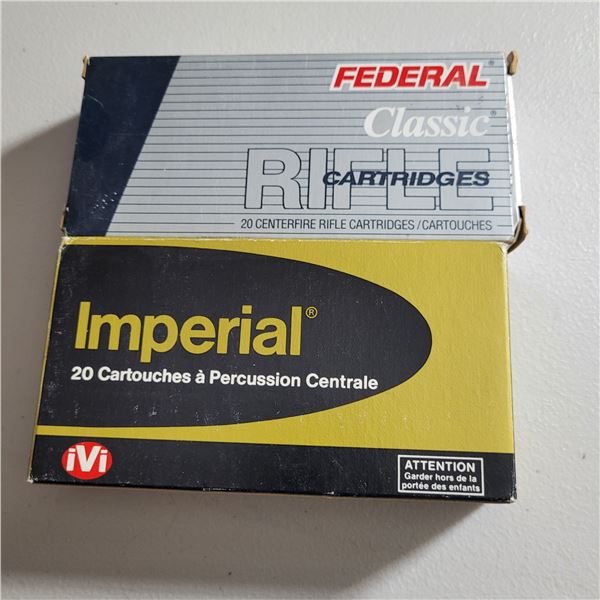 FEDERAL®
Classic®
RIFLE
CARTRIDGES
20 CENTERFIRE RIFLE CARTRIDGES/CARTOUCHES
Imperial®
20 Cartouches à Percussion Centrale
iVi
ATTENTION
Garder hors de la
portée des enfants